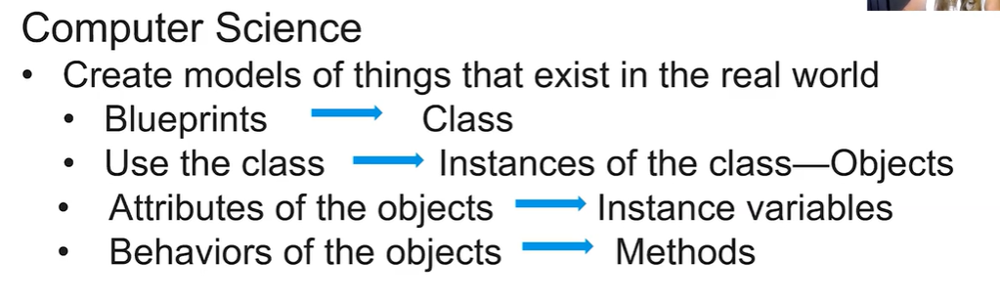 Computer Science
• Create models of things that exist in the real world
• Blueprints → Class
• Use the class → Instances of the class—Objects
• Attributes of the objects → Instance variables
• Behaviors of the objects → Methods